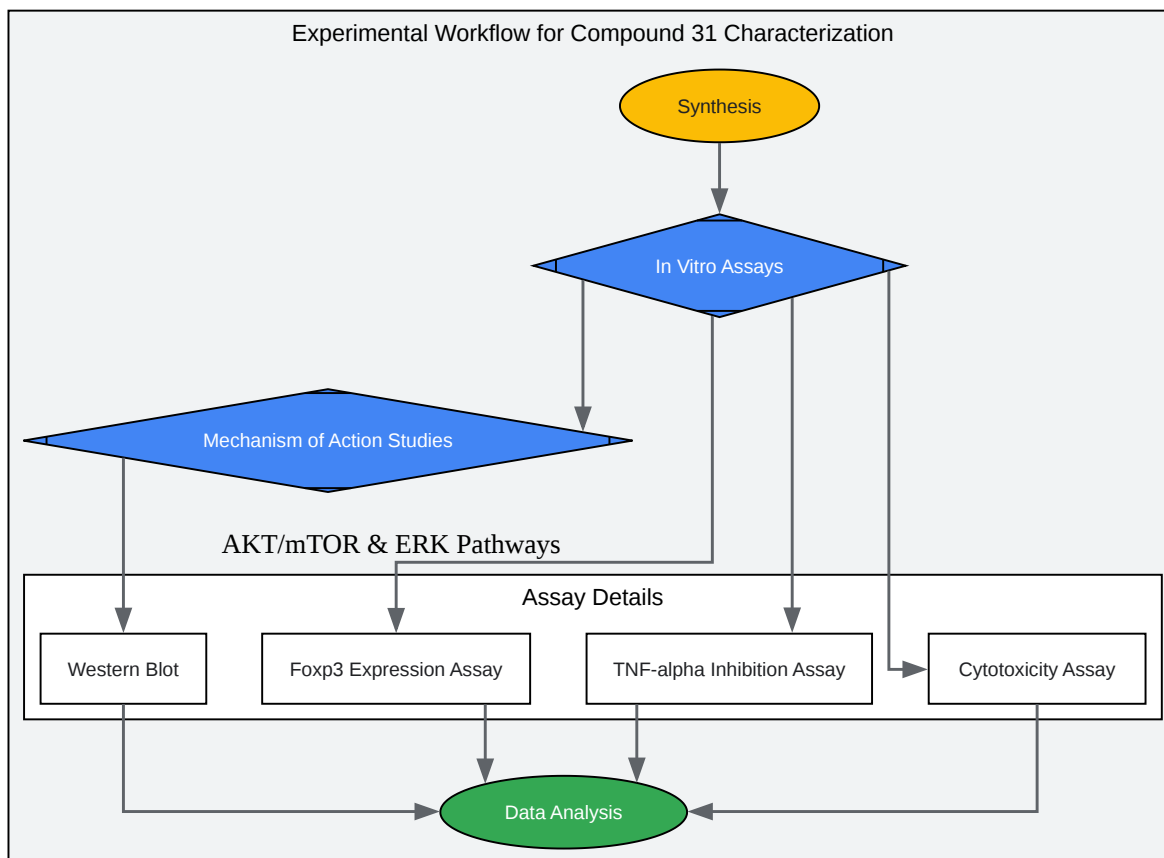 Experimental Workflow for Compound 31 Characterization
Synthesis
In Vitro Assays
Mechanism of Action Studies
AKT/mTOR & ERK Pathways
Assay Details
Western Blot
Foxp3 Expression Assay
TNF-alpha Inhibition Assay
Cytotoxicity Assay
Data Analysis